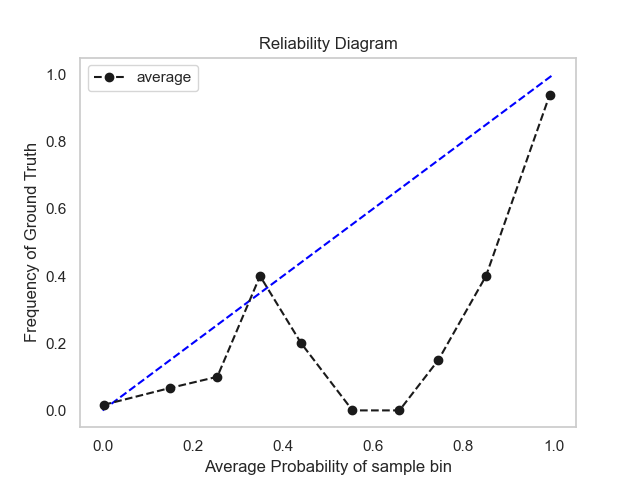 Reliability Diagram
average
Frequency of Ground Truth
1.0
0.8
0.6
0.4
0.2
0.0
0.0 0.2 0.4 0.6 0.8 1.0
Average Probability of sample bin